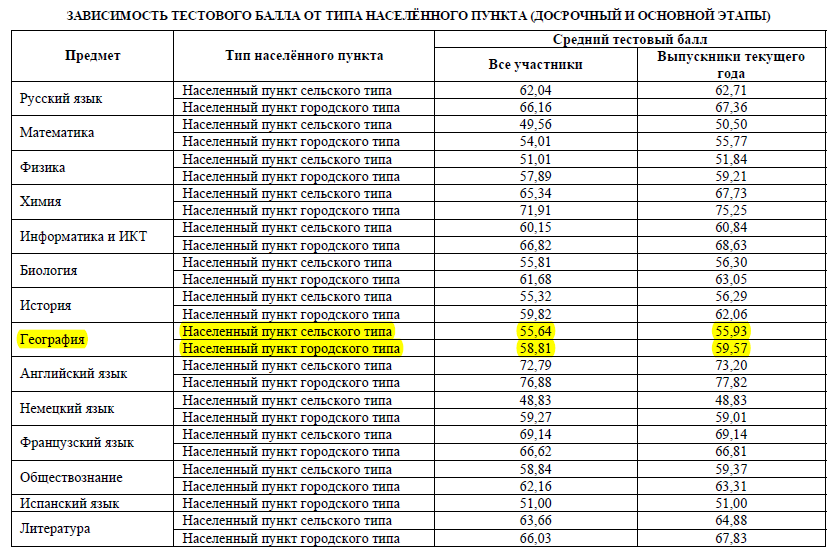 ЗАВИСИМОСТЬ ТЕСТОВОГО БАЛЛА ОТ ТИПА НАСЕЛЁННОГО ПУНКТА (ДОСРОЧНЫЙ И ОСНОВНОЙ ЭТАПЫ)
Предмет Тип населённого пункта Средний тестовый балл
Все участники Выпускники текущего года
Русский язык Населенный пункт сельского типа 62,04 62,71
Населенный пункт городского типа 66,16 67,36
Математика Населенный пункт сельского типа 49,56 50,50
Населенный пункт городского типа 54,01 55,77
Физика Населенный пункт сельского типа 51,01 51,84
Населенный пункт городского типа 57,89 59,21
Химия Населенный пункт сельского типа 65,34 67,73
Населенный пункт городского типа 71,91 75,25
Информатика и ИКТ Населенный пункт сельского типа 60,15 60,84
Населенный пункт городского типа 66,82 68,63
Биология Населенный пункт сельского типа 55,81 56,30
Населенный пункт городского типа 61,68 63,05
История Населенный пункт сельского типа 55,32 56,29
Населенный пункт городского типа 59,82 62,06
География Населенный пункт сельского типа 55,64 55,93
Населенный пункт городского типа 58,81 59,57
Английский язык Населенный пункт сельского типа 72,79 73,20
Населенный пункт городского типа 76,88 77,82
Немецкий язык Населенный пункт сельского типа 48,83 48,83
Населенный пункт городского типа 59,27 59,01
Французский язык Населенный пункт сельского типа 69,14 69,14
Населенный пункт городского типа 66,62 66,81
Обществознание Населенный пункт сельского типа 58,84 59,37
Населенный пункт городского типа 62,16 63,31
Испанский язык Населенный пункт городского типа 51,00 51,00
Литература Населенный пункт сельского типа 63,66 64,88
Населенный пункт городского типа 66,03 67,83